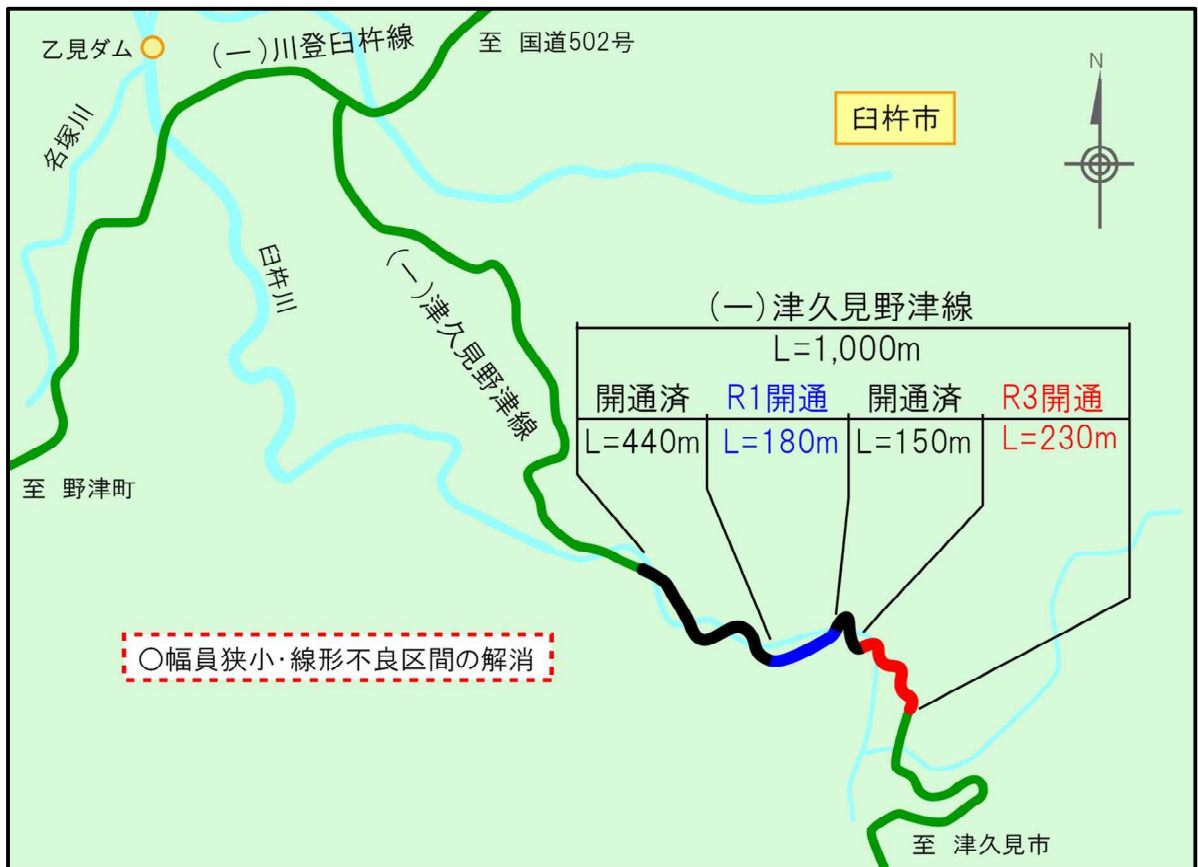 乙見ダム
(一)川登臼杵線
至 国道502号
N
臼杵市
名塚川
臼杵川
(一)津久見野津線
(一)津久見野津線
L=1,000m
開通済 R1開通 開通済 R3開通
L=440m L=180m L=150m L=230m
至 野津町
○幅員狭小・線形不良区間の解消
至 津久見市